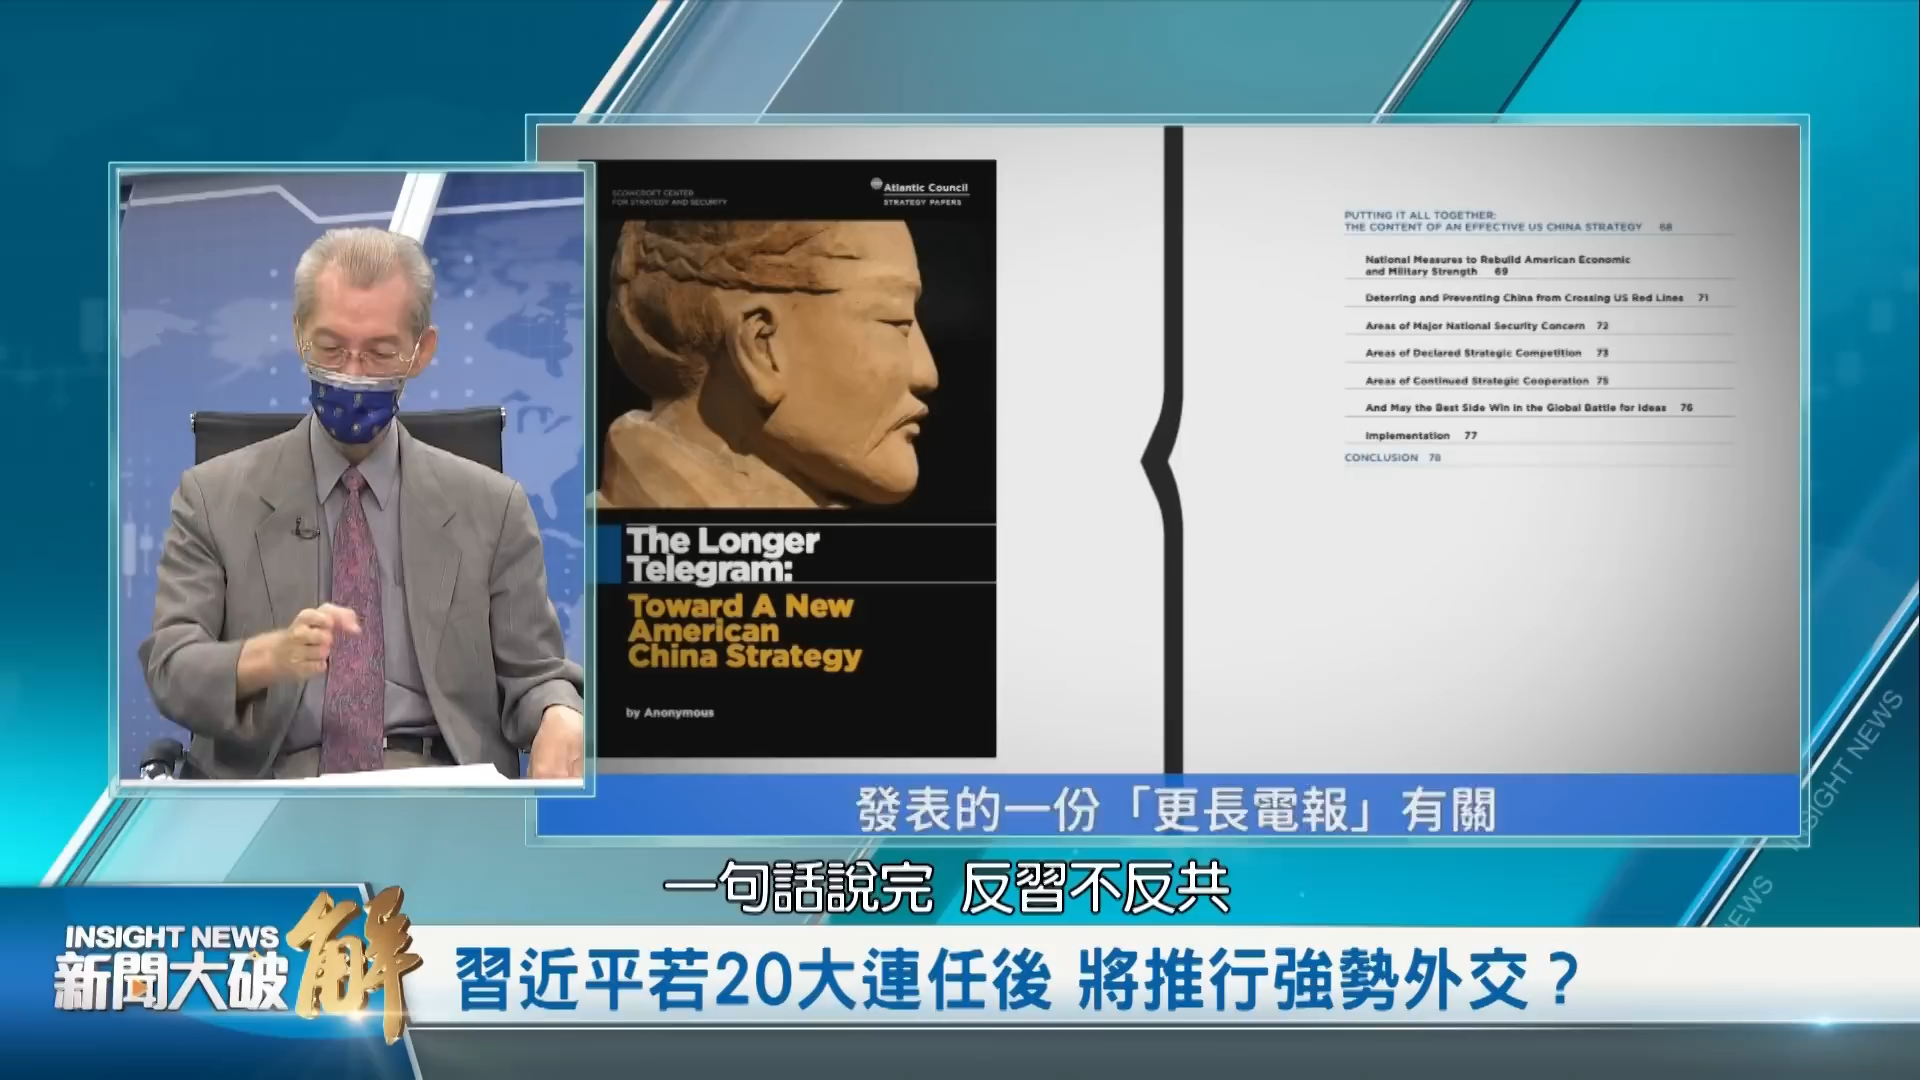 SCOWCROFT CENTER
FOR STRATEGY AND SECURITY
Atlantic Council
STRATEGY PAPERS
The Longer
Telegram:
Toward A New
American
China Strategy
by Anonymous
PUTTING IT ALL TOGETHER:
THE CONTENT OF AN EFFECTIVE US CHINA STRATEGY 68
National Measures to Rebuild American Economic
and Military Strength 69
Deterring and Preventing China from Crossing US Red Lines 71
Areas of Major National Security Concern 72
Areas of Declared Strategic Competition 73
Areas of Continued Strategic Cooperation 75
And May the Best Side Win in the Global Battle for Ideas 76
Implementation 77
CONCLUSION 78
發表的一份「更長電報」有關
一句話說完 反習不反共
INSIGHT NEWS
新聞大破解
習近平若20大連任後 將推行強勢外交？
INSIGHT NEWS
NEWS